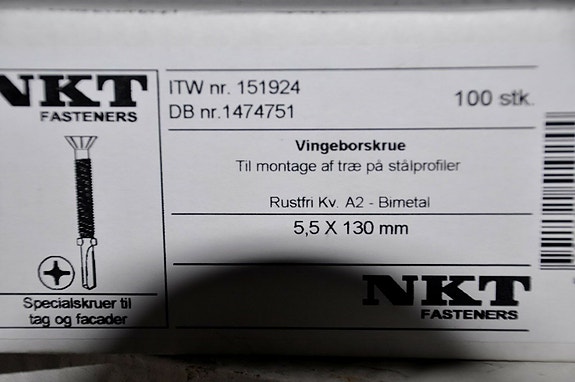 NKT
FASTENERS
Specialskruer til
tag og facader
ITW nr. 151924
DB nr.1474751
100 stk.
Vingeborskrue
Til montage af træ på stålprofiler
Rustfri Kv. A2 - Bimetal
5,5 X 130 mm
NKT
FASTENERS